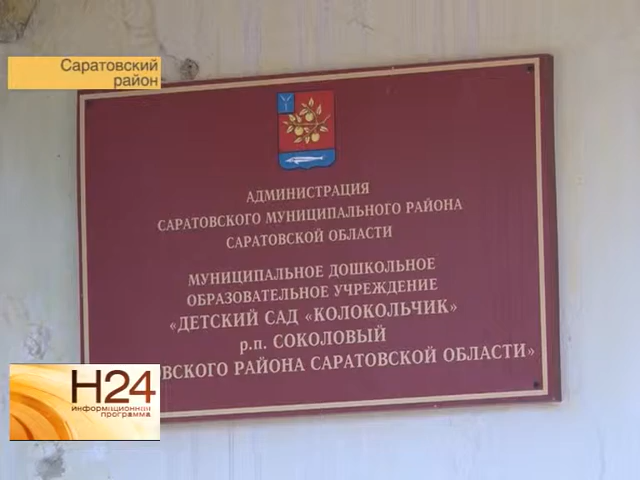 Саратовский
район
АДМИНИСТРАЦИЯ
САРАТОВСКОГО МУНИЦИПАЛЬНОГО РАЙОНА
САРАТОВСКОЙ ОБЛАСТИ
МУНИЦИПАЛЬНОЕ ДОШКОЛЬНОЕ
ОБРАЗОВАТЕЛЬНОЕ УЧРЕЖДЕНИЕ
«ДЕТСКИЙ САД «КОЛОКОЛЬЧИК»
р.п. СОКОЛОВЫЙ
ВСКОГО РАЙОНА САРАТОВСКОЙ ОБЛАСТИ»
Н24
информационная
программа